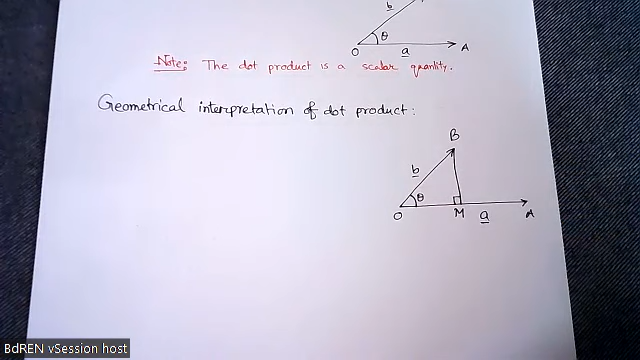 b
θ
O a A
Note: The dot product is a scalar quantity.
Geometrical interpretation of dot product:
B
b
θ
O M a A
BdREN vSession host